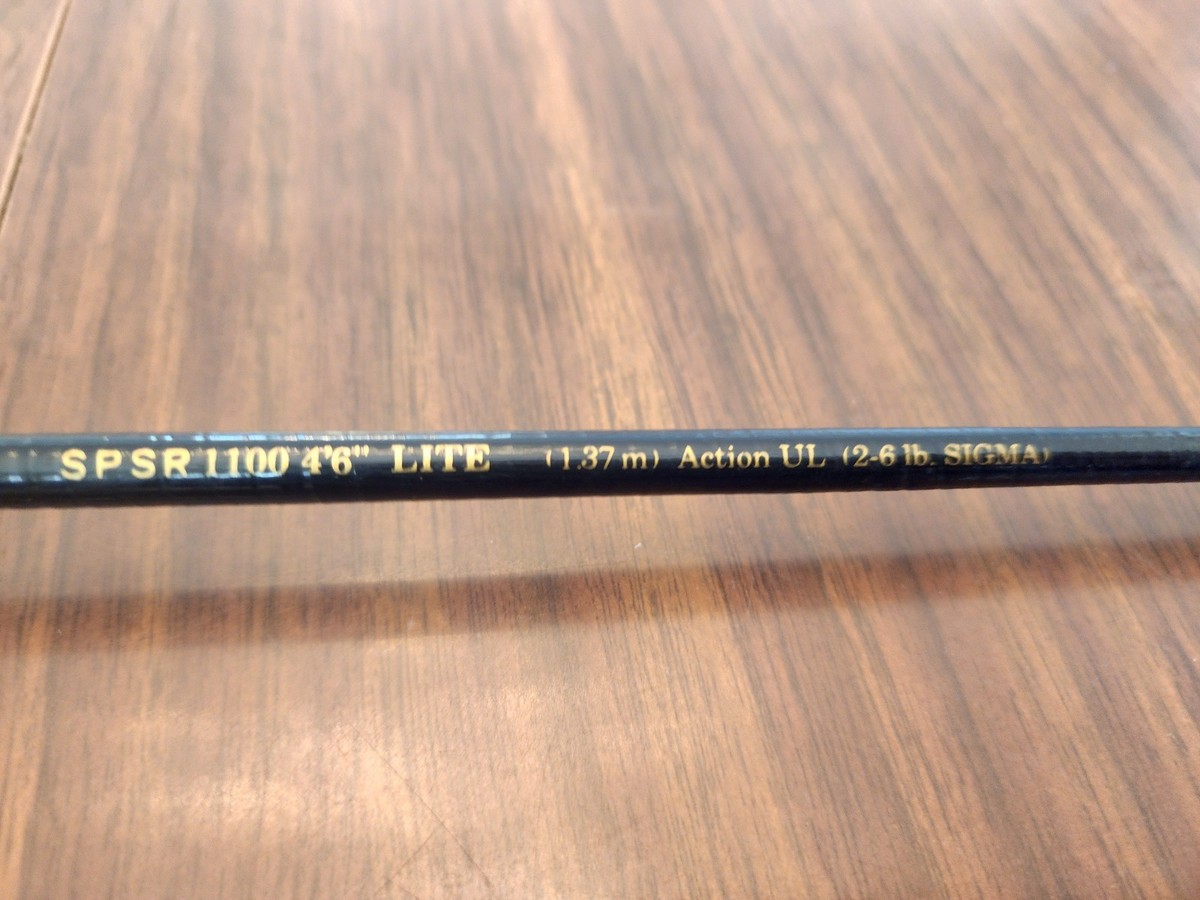 SPSR 1100 4'6" LITE (1.37 m) Action UL (2-6 lb. SIGMA)